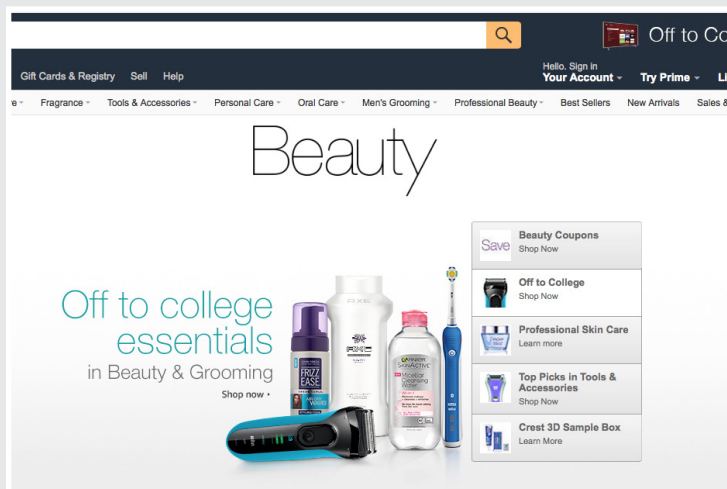 Off to Co
Gift Cards & Registry Sell Help
Hello. Sign in
Your Account Try Prime Li
Fragrance Tools & Accessories Personal Care Oral Care Men's Grooming Professional Beauty Best Sellers New Arrivals Sales &
Beauty
Off to college
essentials
in Beauty & Grooming
Shop now
AXE
FRIZZ
EASE
GARNIER
SKINACTIVE
Micellar
Cleansing
Water
Save
Beauty Coupons
Shop Now
Off to College
Shop Now
Professional Skin Care
Learn more
Top Picks in Tools &
Accessories
Shop Now
Crest 3D Sample Box
Learn More